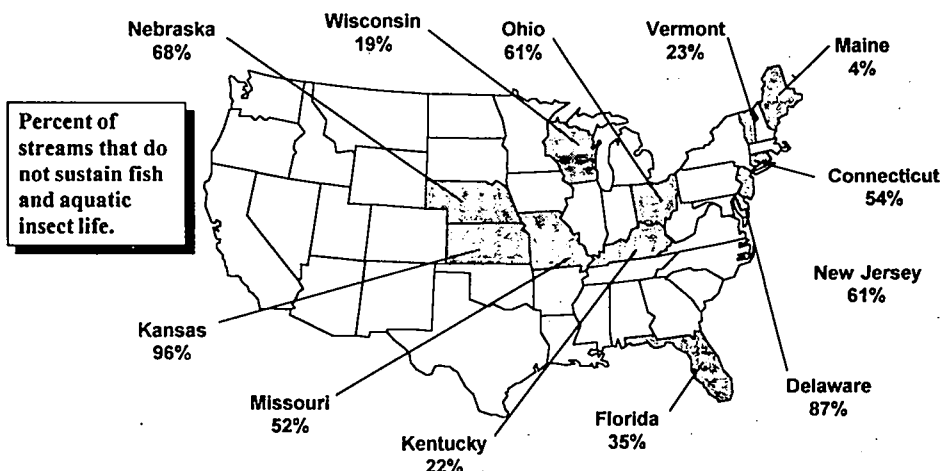 Nebraska
68%
Wisconsin
19%
Ohio
61%
Vermont
23%
Maine
4%
Percent of
streams that do
not sustain fish
and aquatic
insect life.
Connecticut
54%
New Jersey
61%
Kansas
96%
Missouri
52%
Kentucky
22%
Florida
35%
Delaware
87%